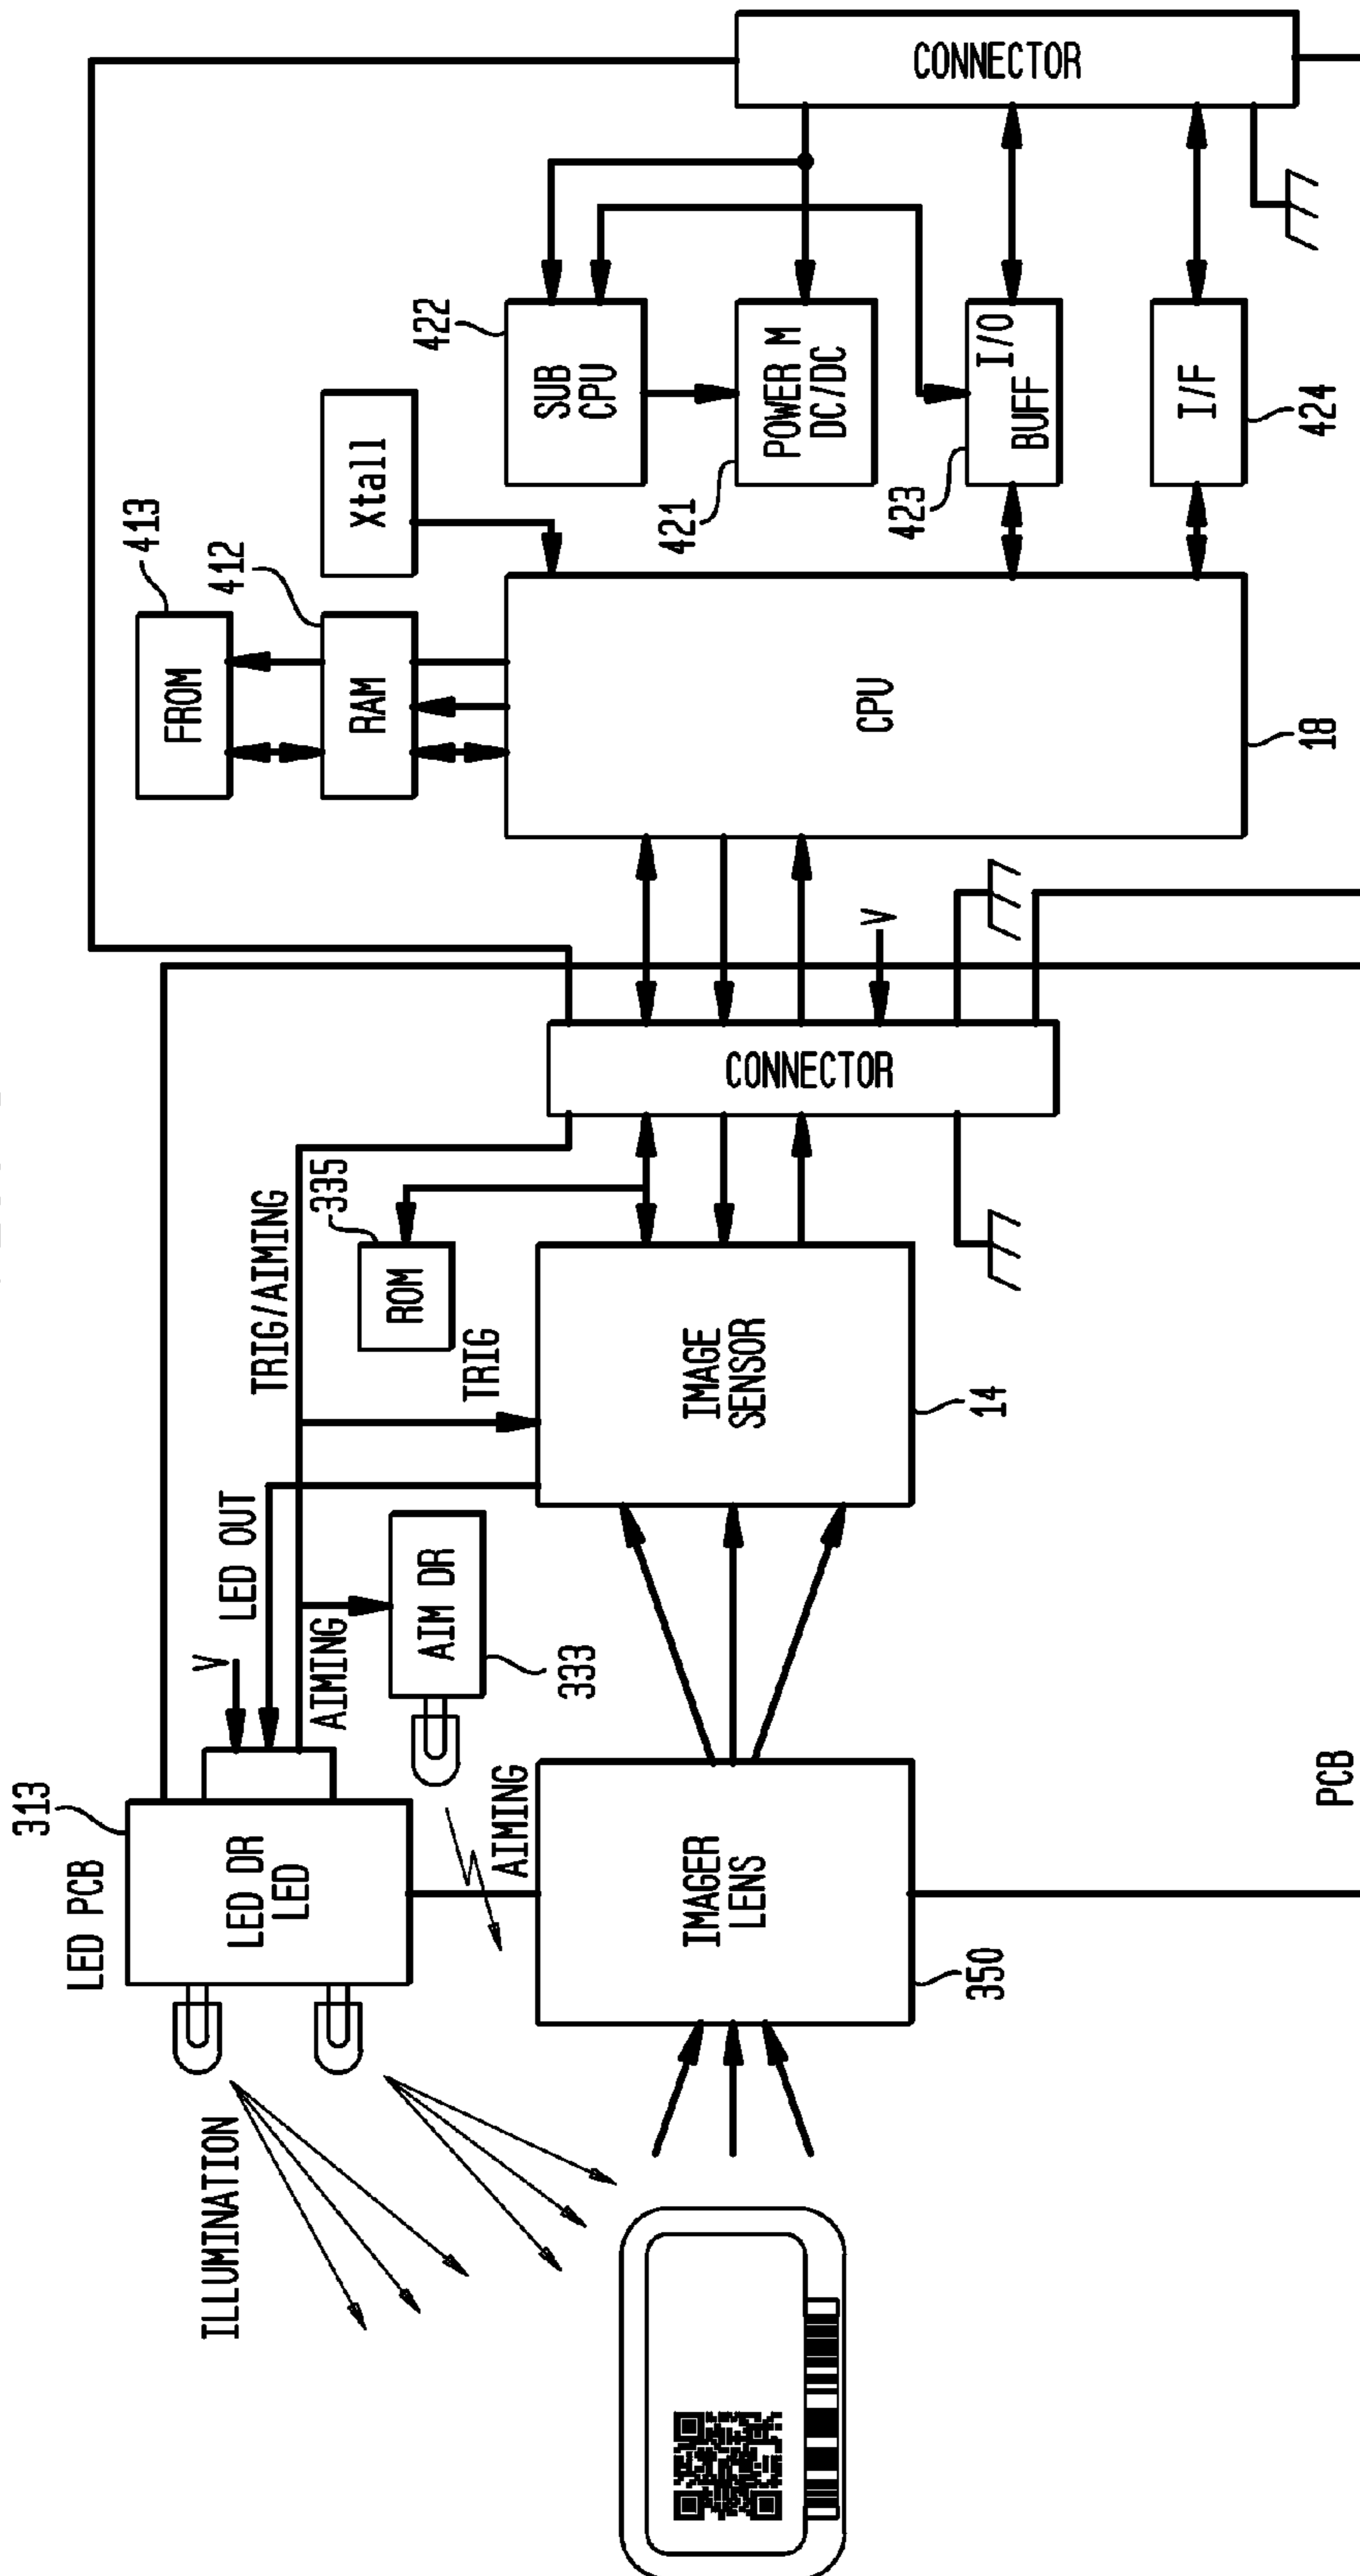 313
LED PCB
LED DR
LED
V
LED OUT
TRIG/AIMING
AIMING
AIM DR
333
335
ROM
TRIG
AIMING
ILLUMINATION
IMAGER
LENS
350
IMAGE
SENSOR
14
CONNECTOR
V
413
FROM
412
RAM
Xtall
CPU
18
422
SUB
CPU
421
POWER M
DC/DC
423
I/O
BUFF
I/F
424
CONNECTOR
PCB